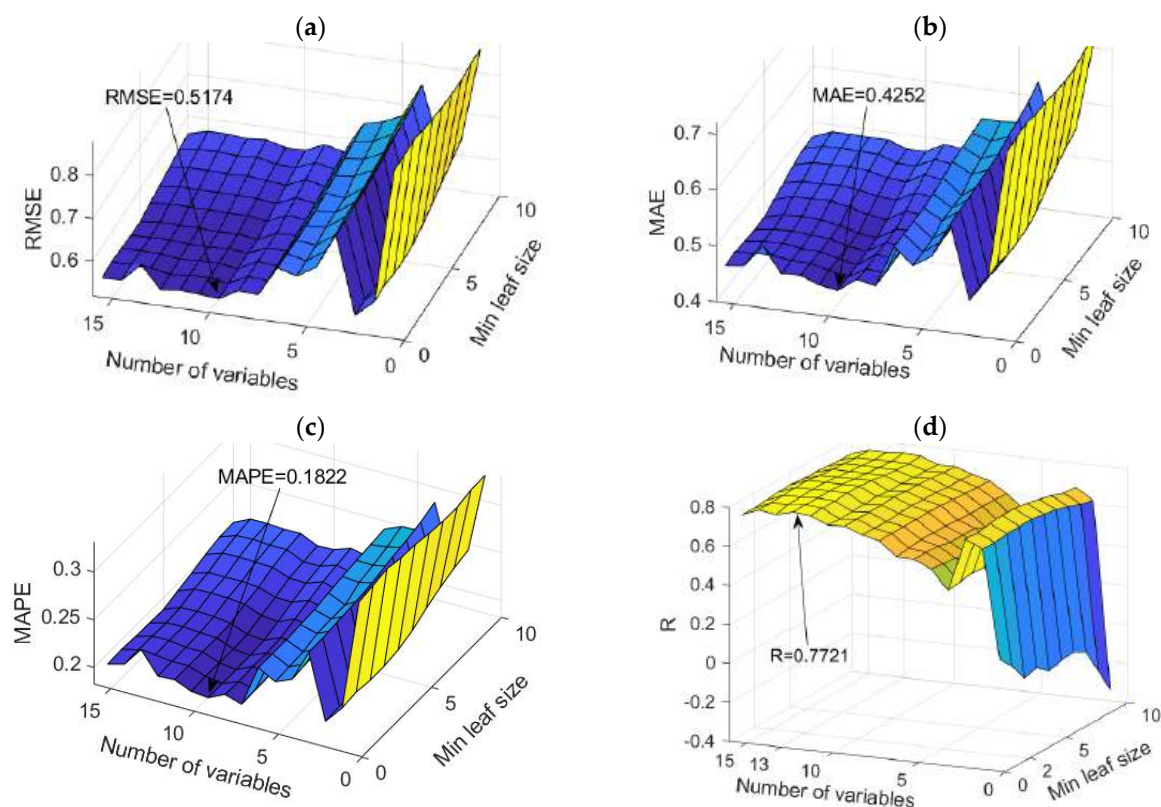 (a)
RMSE=0.5174
0.8
0.7
0.6
RMSE
15
10
5
0
Number of variables
0
5
10
Min leaf size
(b)
MAE=0.4252
0.7
0.6
0.5
0.4
MAE
15
10
5
0
Number of variables
0
5
10
Min leaf size
(c)
MAPE=0.1822
0.3
0.25
0.2
MAPE
15
10
5
0
Number of variables
0
5
10
Min leaf size
(d)
0.8
0.6
0.4
0.2
0
-0.2
-0.4
R
R=0.7721
15
13
10
5
0
Number of variables
0
2
5
10
Min leaf size